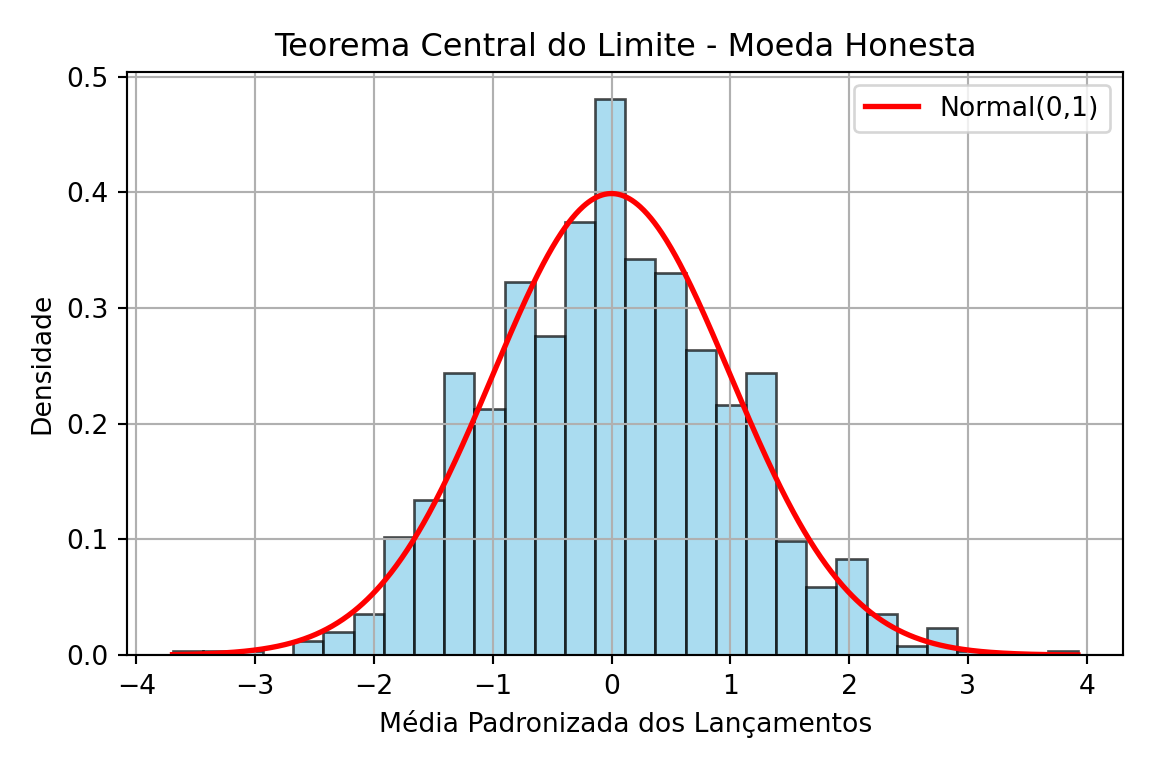 Teorema Central do Limite - Moeda Honesta
Normal(0,1)
Densidade
0.5
0.4
0.3
0.2
0.1
0.0
−4 −3 −2 −1 0 1 2 3 4
Média Padronizada dos Lançamentos